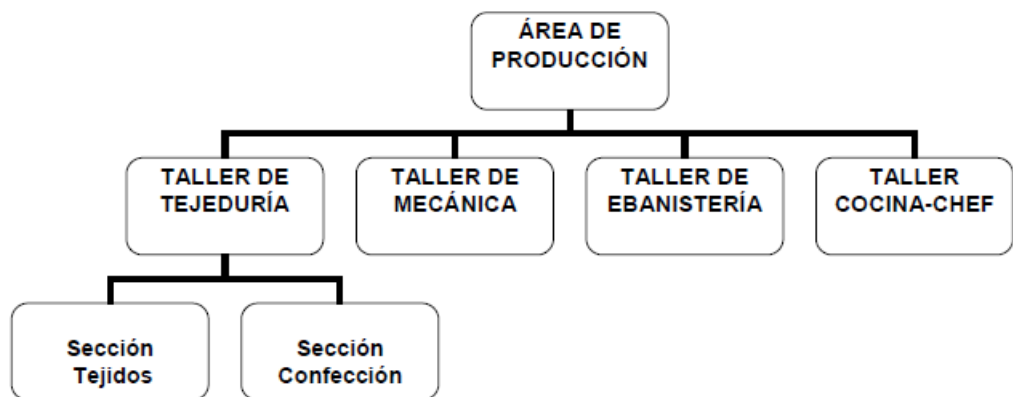 ÁREA DE
PRODUCCIÓN
TALLER DE
TEJEDURÍA
TALLER DE
MECÁNICA
TALLER DE
EBANISTERÍA
TALLER
COCINA-CHEF
Sección
Tejidos
Sección
Confección